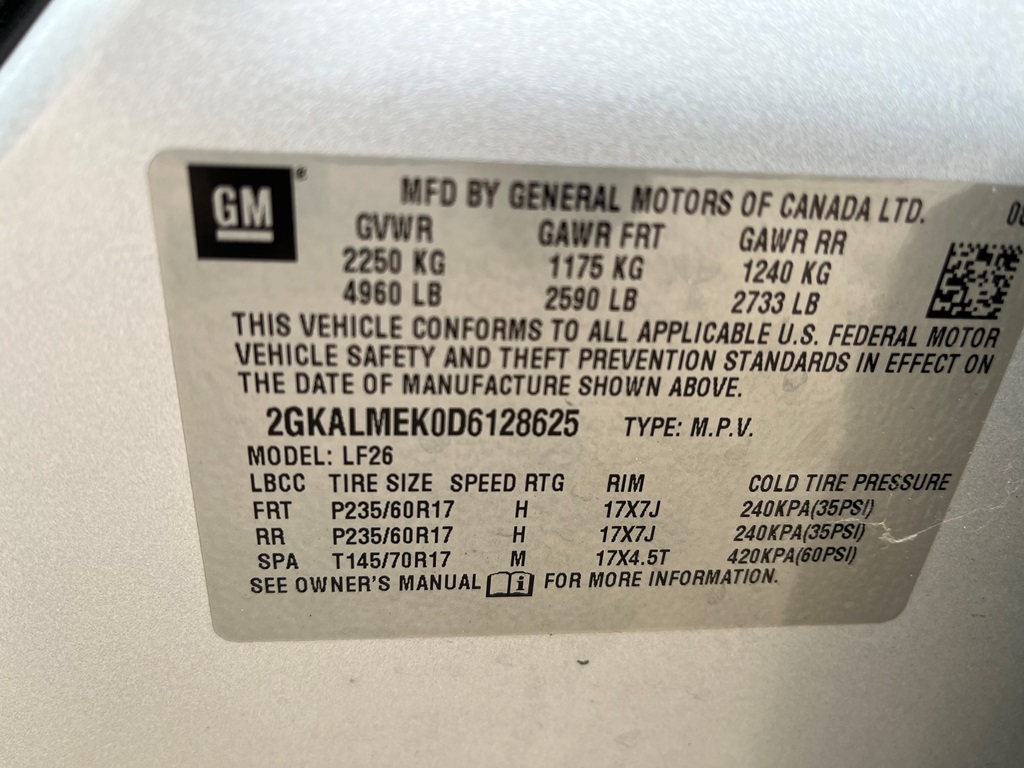 GM ®
MFD BY GENERAL MOTORS OF CANADA LTD.
GVWR GAWR FRT GAWR RR
2250 KG 1175 KG 1240 KG
4960 LB 2590 LB 2733 LB
THIS VEHICLE CONFORMS TO ALL APPLICABLE U.S. FEDERAL MOTOR
VEHICLE SAFETY AND THEFT PREVENTION STANDARDS IN EFFECT ON
THE DATE OF MANUFACTURE SHOWN ABOVE.
2GKALMEK0D6128625 TYPE: M.P.V.
MODEL: LF26
LBCC TIRE SIZE SPEED RTG RIM COLD TIRE PRESSURE
FRT P235/60R17 H 17X7J 240KPA(35PSI)
RR P235/60R17 H 17X7J 240KPA(35PSI)
SPA T145/70R17 M 17X4.5T 420KPA(60PSI)
SEE OWNER'S MANUAL i FOR MORE INFORMATION.